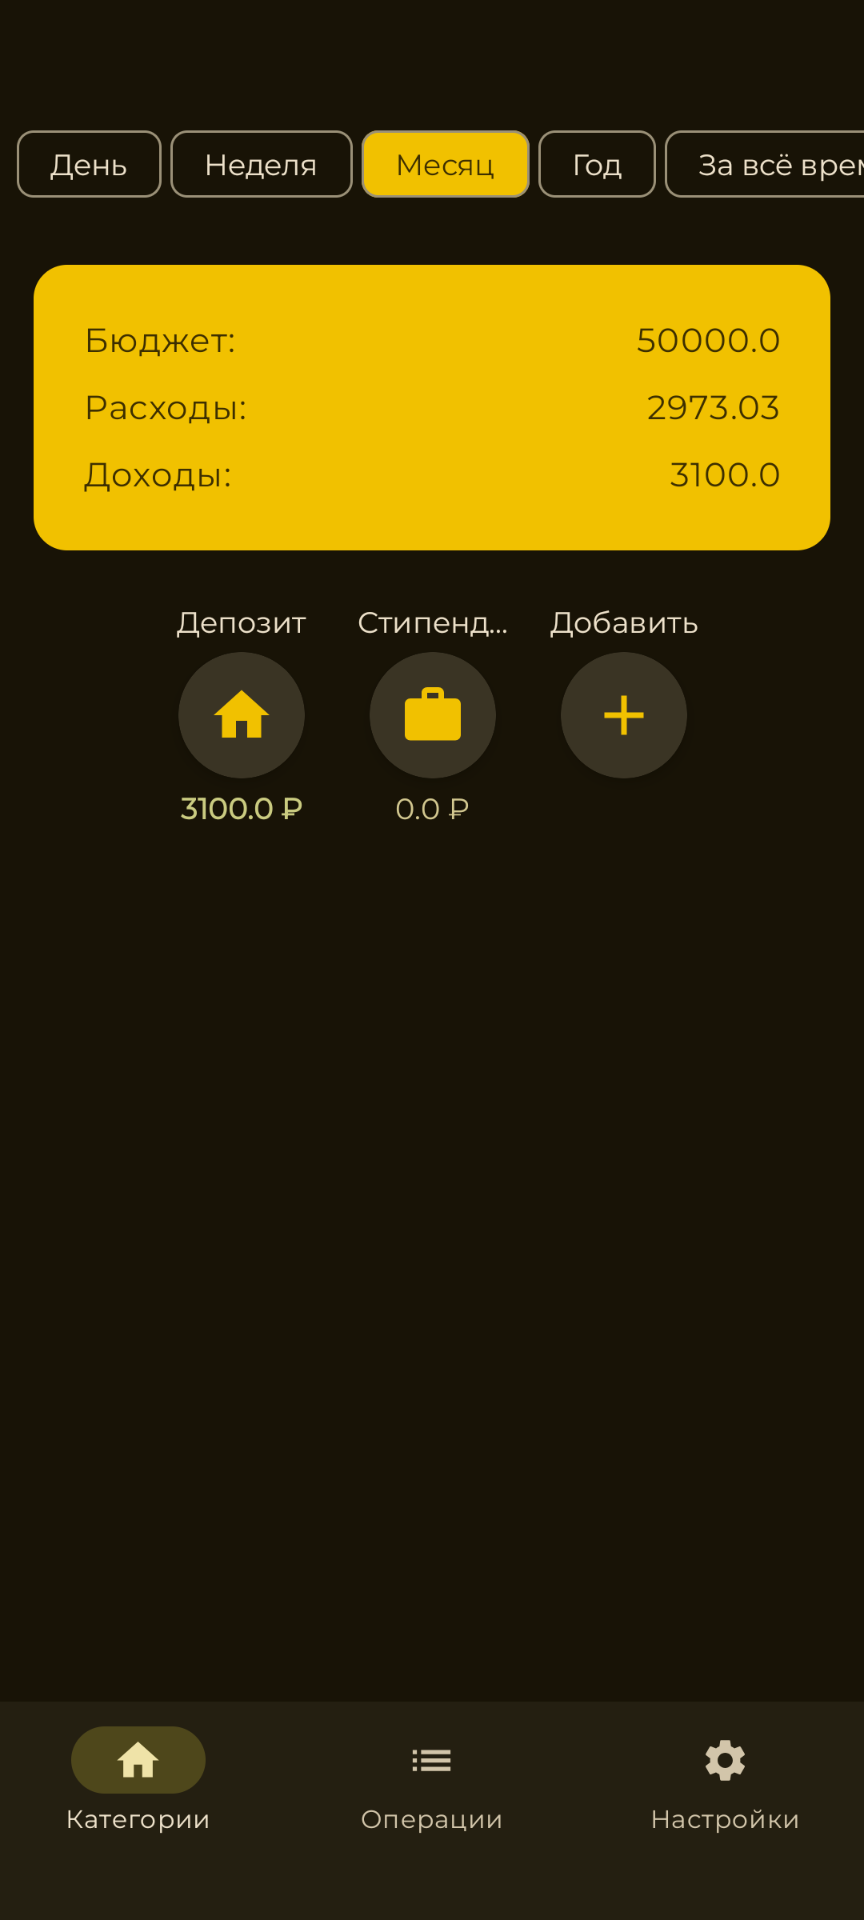 День Неделя Месяц Год За всё врем
Бюджет: 50000.0
Расходы: 2973.03
Доходы: 3100.0
Депозит Стипенд... Добавить
3100.0 ₽ 0.0 ₽
Категории Операции Настройки